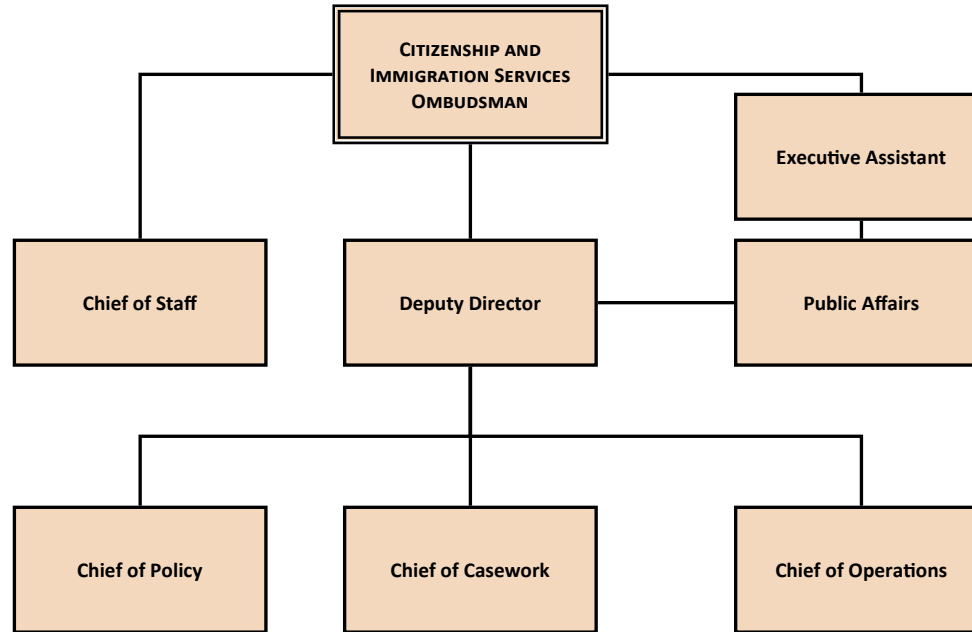 CITIZENSHIP AND
IMMIGRATION SERVICES
OMBUDSMAN
Executive Assistant
Chief of Staff
Deputy Director
Public Affairs
Chief of Policy
Chief of Casework
Chief of Operations